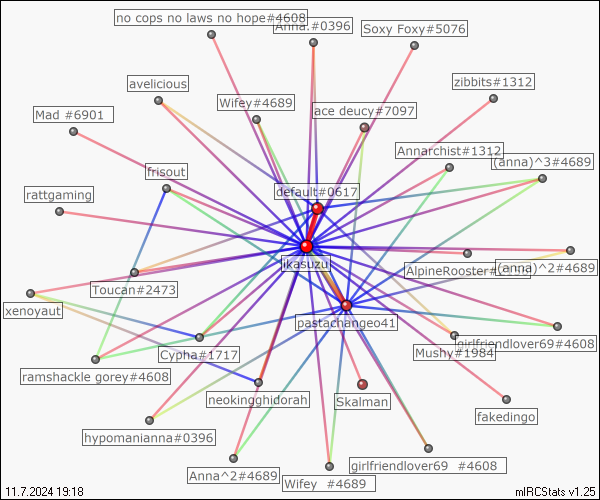 no cops no laws no hope#4608
Anna.#0396
Soxy Foxy#5076
avelicious
zibbits#1312
Wifey#4689
ace deucy#7097
Mad #6901
Annarchist#1312
(anna)^3#4689
frisout
rattgaming
default#0617
ikasuzu
AlpineRooster#
(anna)^2#4689
Toucan#2473
xenoyaut
pastachangeo41
Cypha#1717
Mushy#1984
girlfriendlover69#4608
ramshackle gorey#4608
neokingghidorah
Skalman
fakedingo
hypomanianna#0396
Anna^2#4689
Wifey #4689
girlfriendlover69 #4608
11.7.2024 19:18
mIRCStats v1.25